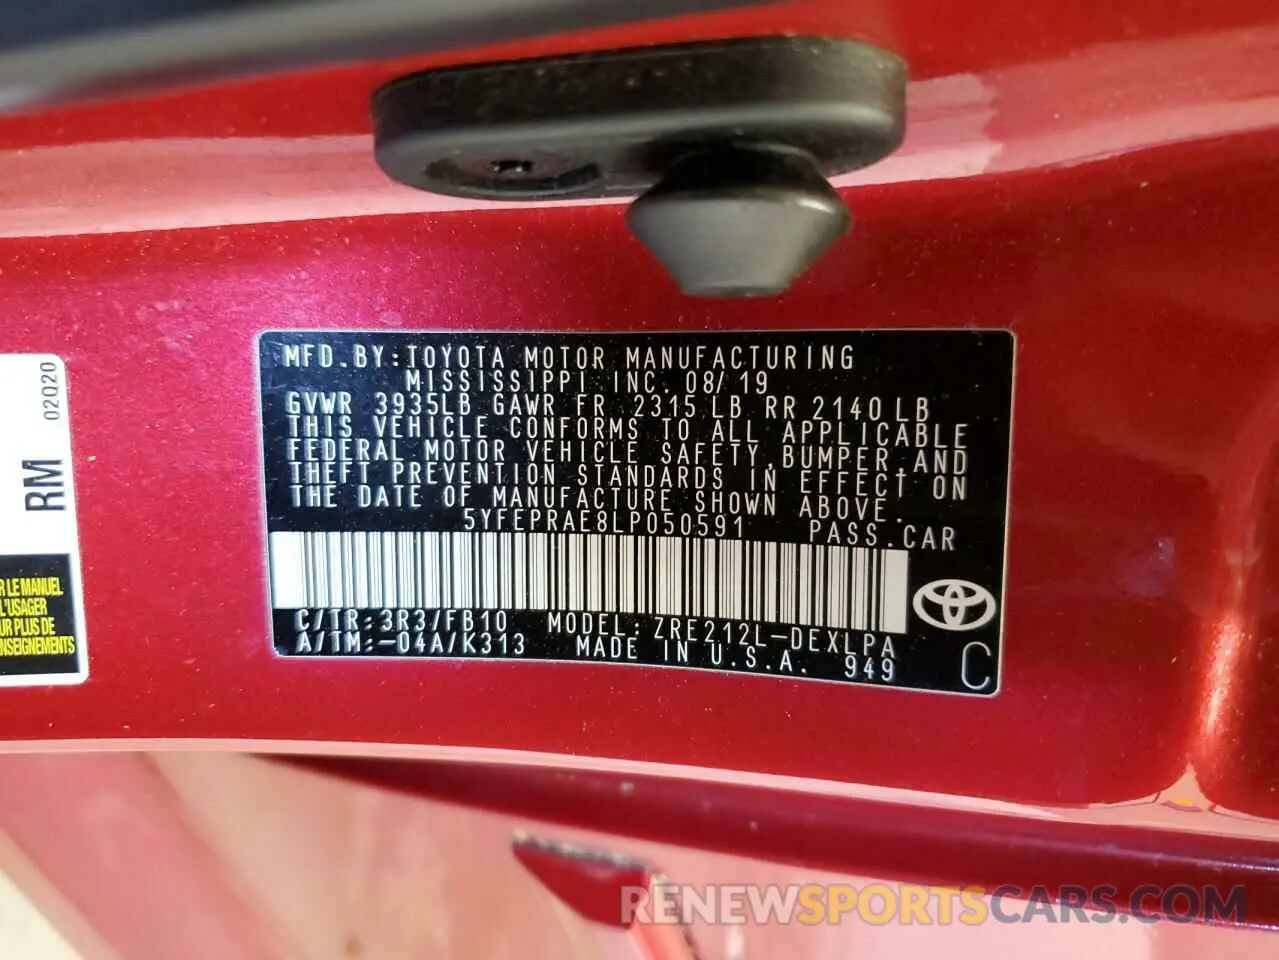 MFD.BY:TOYOTA MOTOR MANUFACTURING
MISSISSIPPI INC. 08/19
GVWR 3935LB GAWR FR 2315LB RR 2140LB
THIS VEHICLE CONFORMS TO ALL APPLICABLE
FEDERAL MOTOR VEHICLE SAFETY,BUMPER,AND
THEFT PREVENTION STANDARDS IN EFFECT ON
THE DATE OF MANUFACTURE SHOWN ABOVE.
5YFEPRAE8LP050591 PASS.CAR
C/TR:3R3/FB10 MODEL:ZRE212L-DEXLPA
A/TM:-04A/K313 MADE IN U.S.A. 949
C
RM 02Q20
R LE MANUEL
L'USAGER
UR PLUS DE
NSEIGNEMENTS
RENEWSPORTSCARS.COM